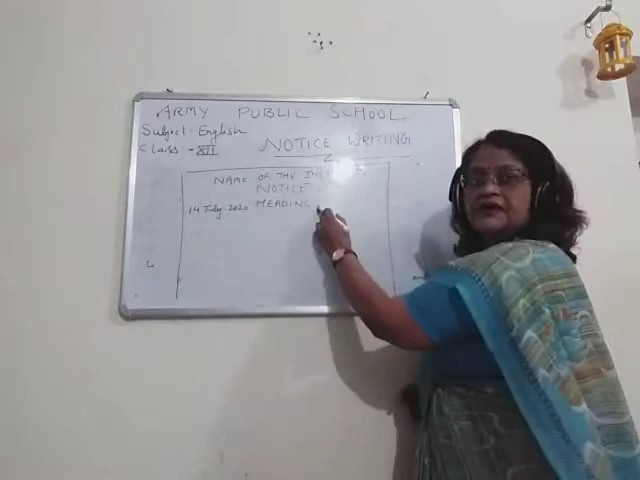 ARMY PUBLIC SCHOOL
Subject - English
Class - XII
NOTICE WRITING
NAME OF THE
NOTICE
14 July 2020 HEADING